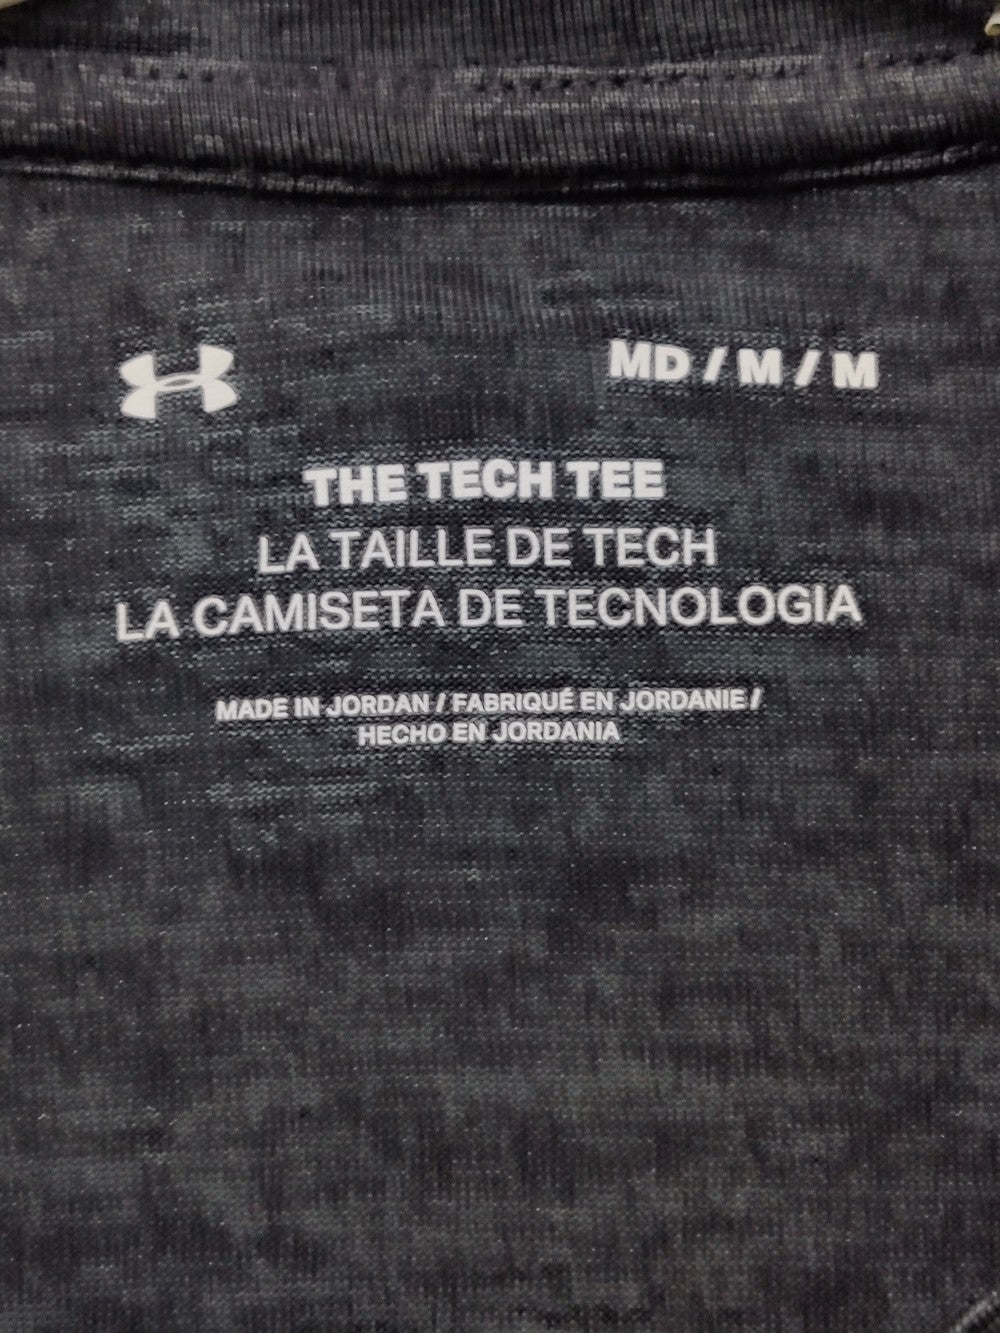 MD / M / M
THE TECH TEE
LA TAILLE DE TECH
LA CAMISETA DE TECNOLOGIA
MADE IN JORDAN / FABRIQUÉ EN JORDANIE /
HECHO EN JORDANIA